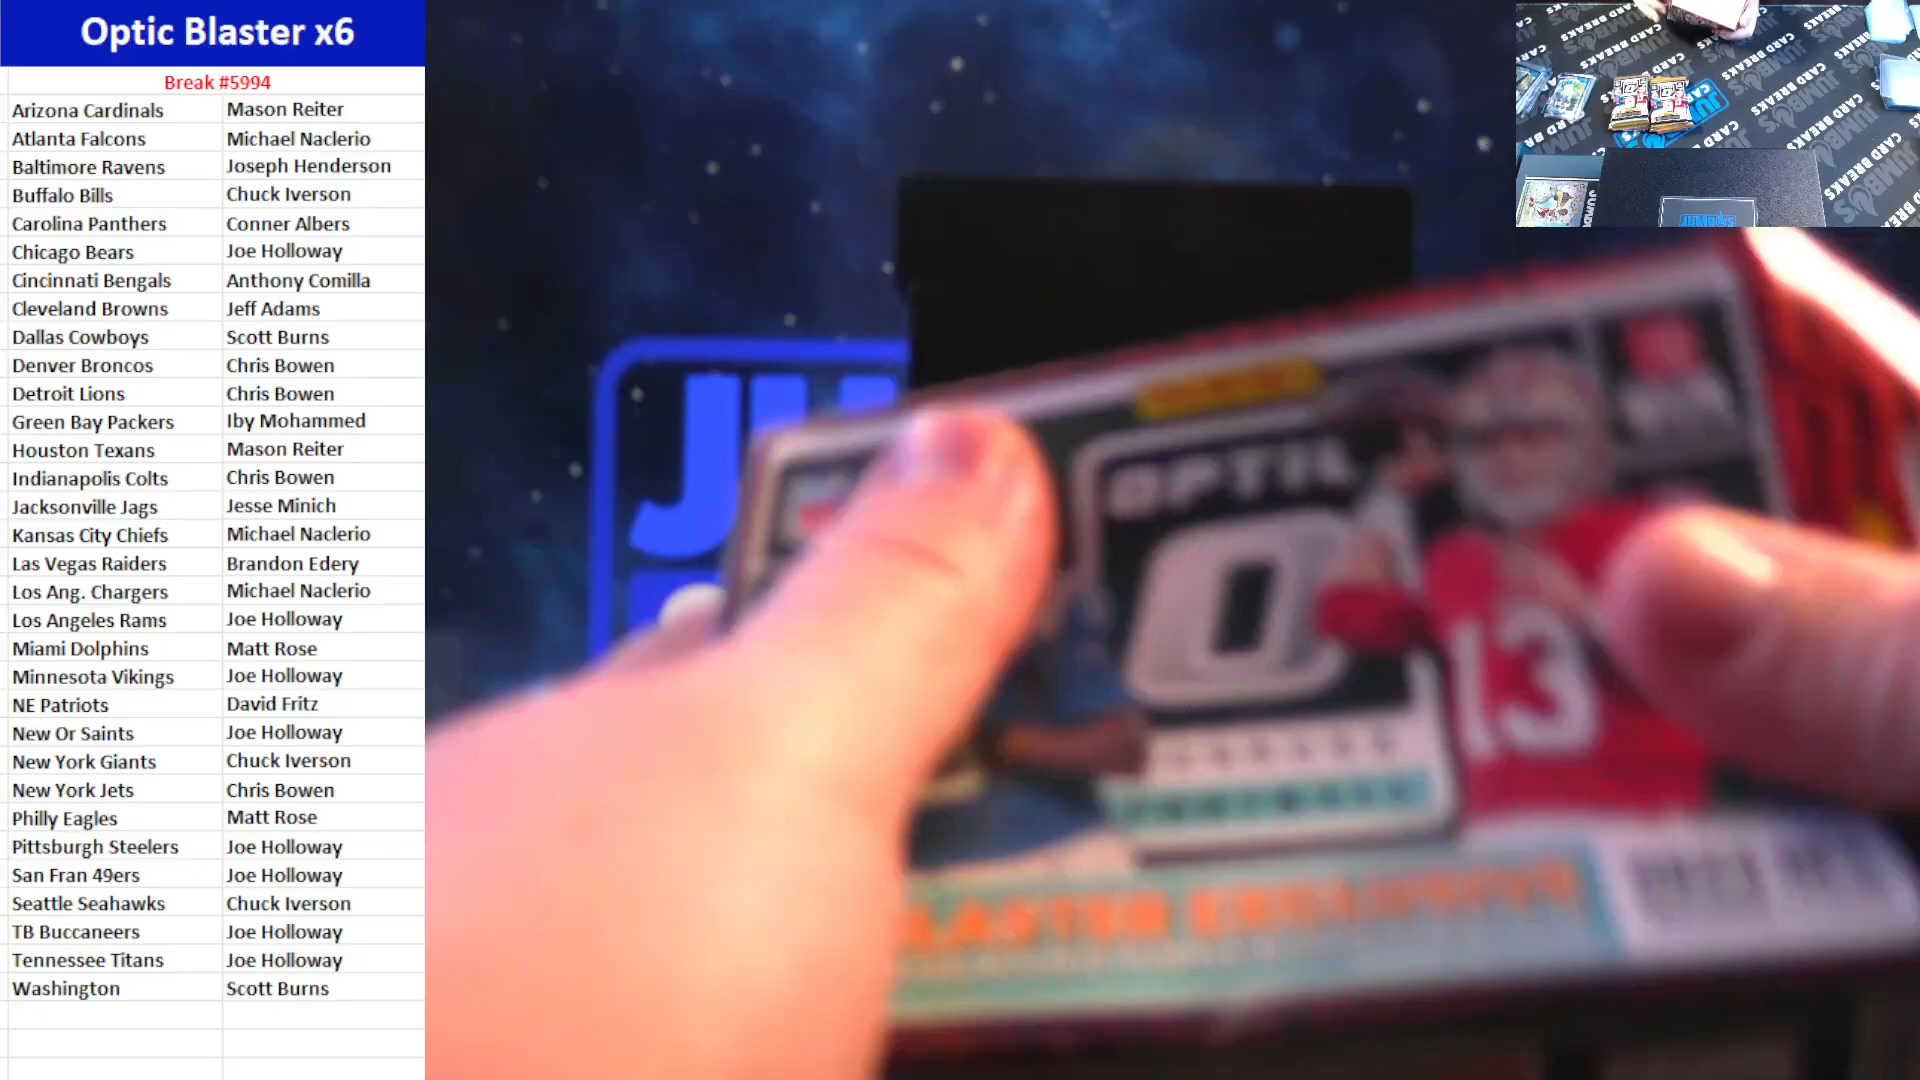 Optic Blaster x6
Break #5994
Arizona Cardinals Mason Reiter
Atlanta Falcons Michael Naclerio
Baltimore Ravens Joseph Henderson
Buffalo Bills Chuck Iverson
Carolina Panthers Conner Albers
Chicago Bears Joe Holloway
Cincinnati Bengals Anthony Comilla
Cleveland Browns Jeff Adams
Dallas Cowboys Scott Burns
Denver Broncos Chris Bowen
Detroit Lions Chris Bowen
Green Bay Packers Iby Mohammed
Houston Texans Mason Reiter
Indianapolis Colts Chris Bowen
Jacksonville Jags Jesse Minich
Kansas City Chiefs Michael Naclerio
Las Vegas Raiders Brandon Edery
Los Ang. Chargers Michael Naclerio
Los Angeles Rams Joe Holloway
Miami Dolphins Matt Rose
Minnesota Vikings Joe Holloway
NE Patriots David Fritz
New Or Saints Joe Holloway
New York Giants Chuck Iverson
New York Jets Chris Bowen
Philly Eagles Matt Rose
Pittsburgh Steelers Joe Holloway
San Fran 49ers Joe Holloway
Seattle Seahawks Chuck Iverson
TB Buccaneers Joe Holloway
Tennessee Titans Joe Holloway
Washington Scott Burns
JU
OPTIC
13
CARD BREAKS
JUMBO'S
CARD BREAKS